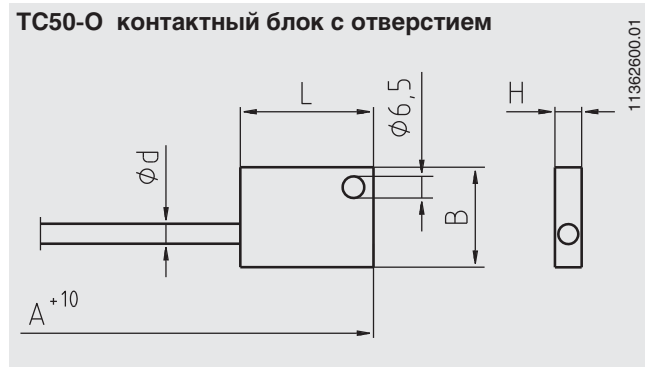 TC50-O контактный блок с отверстием
11362600.01
L
ϕ6,5
H
ϕd
B
A +10